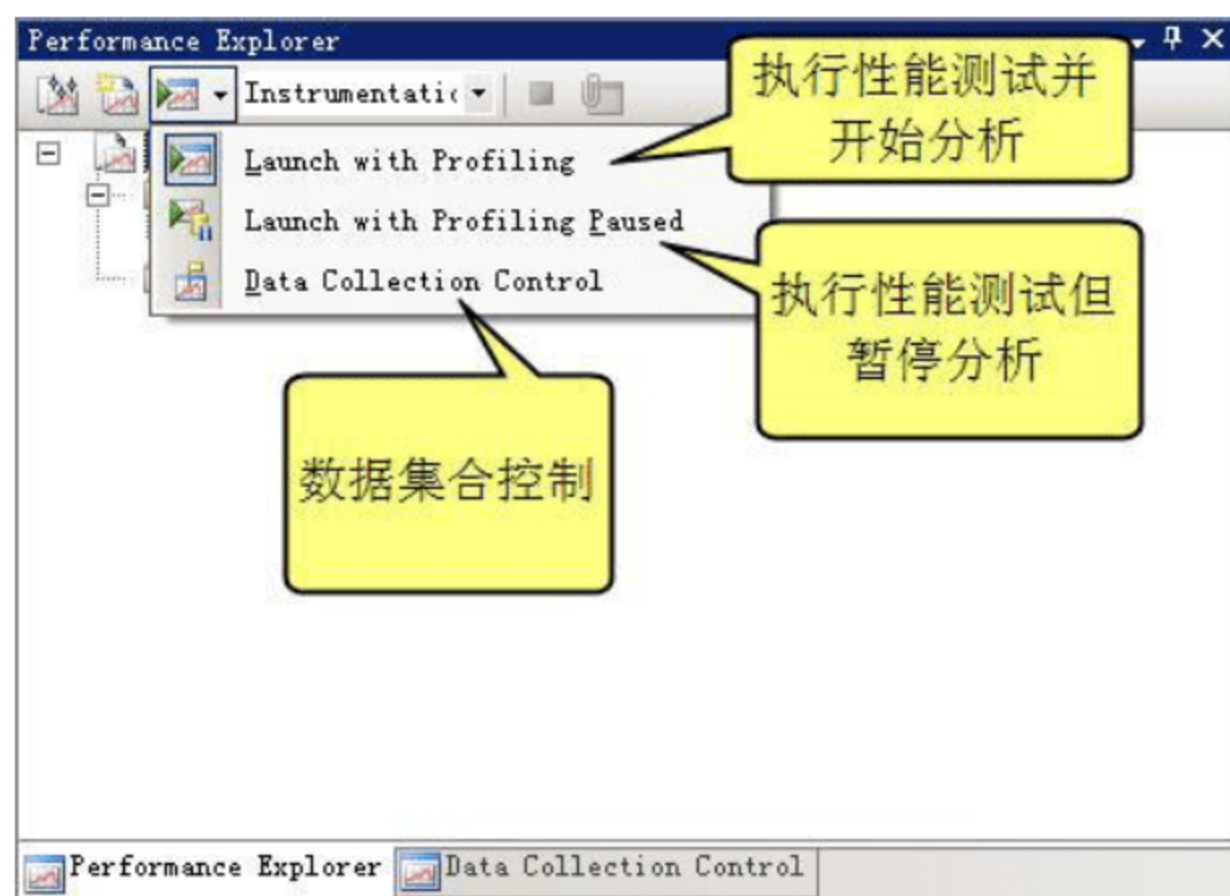 Performance Explorer
执行性能测试并
开始分析
Instrumentatic
Launch with Profiling
Launch with Profiling Paused
Data Collection Control
执行性能测试但
暂停分析
数据集合控制
Performance Explorer
Data Collection Control